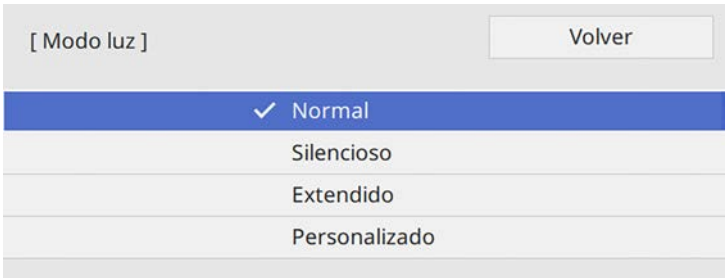 [ Modo luz ]
Volver
Normal
Silencioso
Extendido
Personalizado